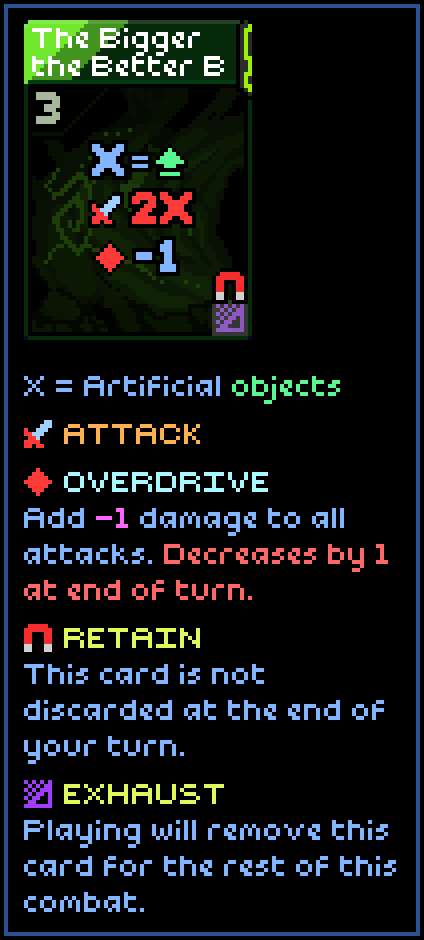 The Bigger
the Better B
3
X =
2X
-1
X = Artificial objects
ATTACK
OVERDRIVE
Add -1 damage to all
attacks. Decreases by 1
at end of turn.
RETAIN
This card is not
discarded at the end of
your turn.
EXHAUST
Playing will remove this
card for the rest of this
combat.